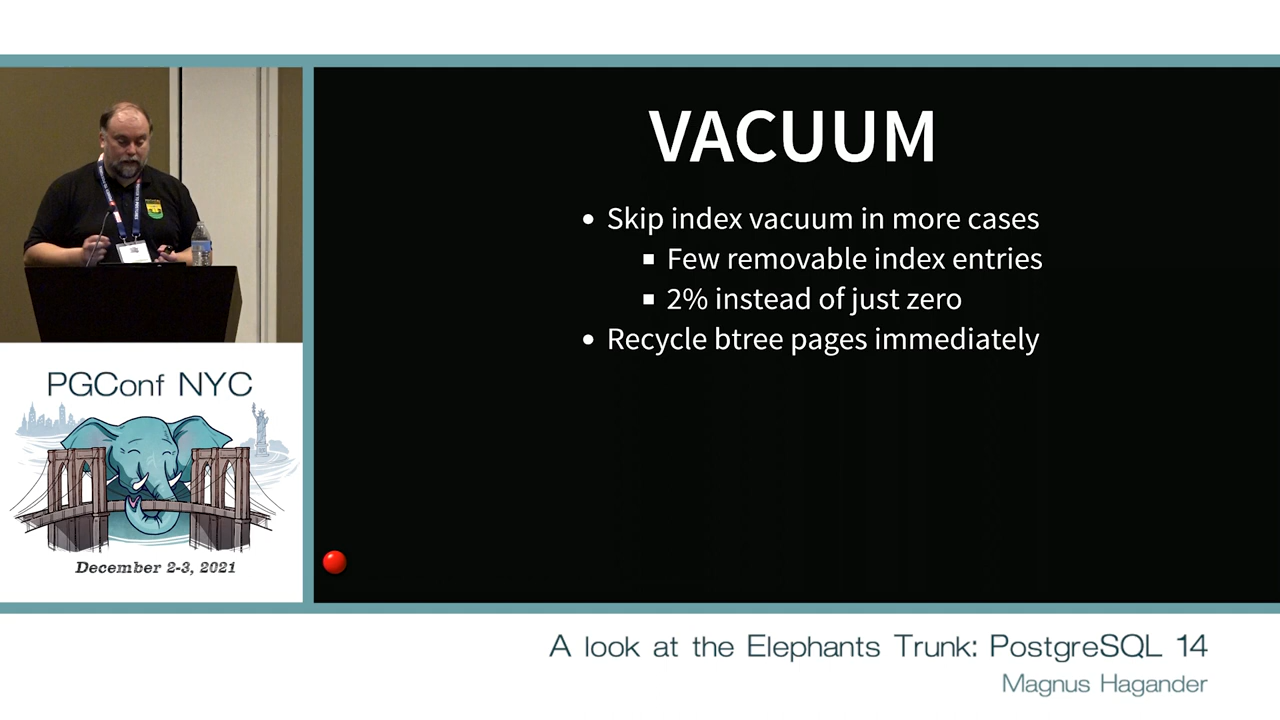 VACUUM
Skip index vacuum in more cases
Few removable index entries
2% instead of just zero
Recycle btree pages immediately
PGConf NYC
December 2-3, 2021
A look at the Elephants Trunk: PostgreSQL 14
Magnus Hagander